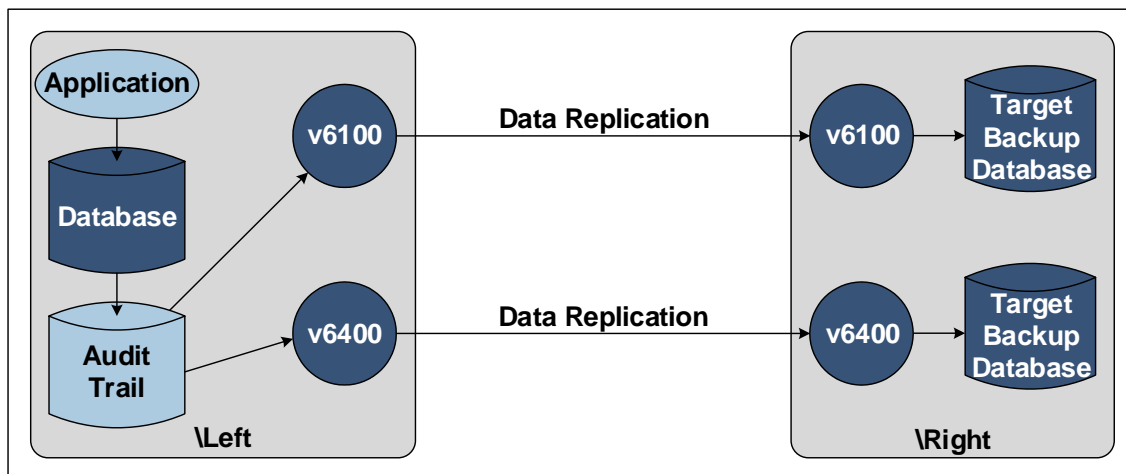 Application
Database
Audit
Trail
v6100
v6400
\Left
Data Replication
Data Replication
v6100
Target
Backup
Database
v6400
Target
Backup
Database
\Right